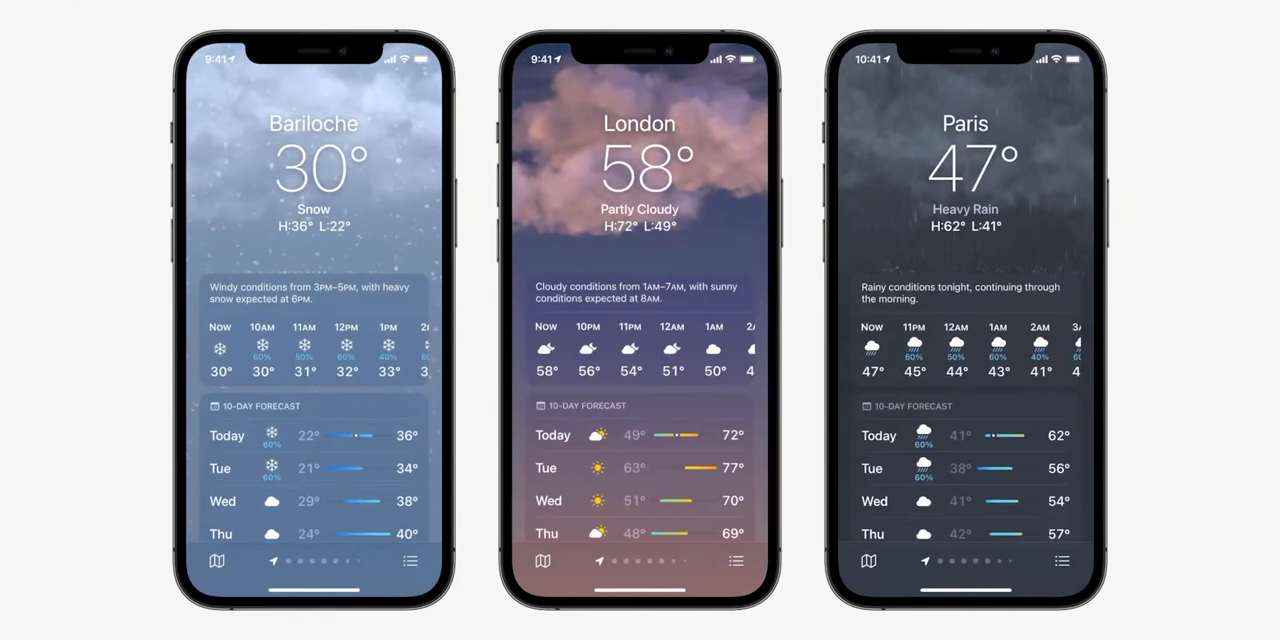 9:41
Bariloche
30°
Snow
H:36° L:22°
Windy conditions from 3PM–5PM, with heavy
snow expected at 6PM.
Now 10AM 11AM 12PM 1PM
60% 50% 60% 40%
30° 30° 31° 32° 33°
10-DAY FORECAST
Today 60% 22° 36°
Tue 60% 21° 34°
Wed 29° 38°
Thu 24° 40°
9:41
London
58°
Partly Cloudy
H:72° L:49°
Cloudy conditions from 1AM–7AM, with sunny
conditions expected at 8AM.
Now 10PM 11PM 12AM 1AM
58° 56° 54° 51° 50°
10-DAY FORECAST
Today 49° 72°
Tue 63° 77°
Wed 51° 70°
Thu 48° 69°
10:41
Paris
47°
Heavy Rain
H:62° L:41°
Rainy conditions tonight, continuing through
the morning.
Now 11PM 12AM 1AM 2AM
60% 50% 60% 40%
47° 45° 44° 43° 41°
10-DAY FORECAST
Today 60% 41° 62°
Tue 60% 38° 56°
Wed 41° 54°
Thu 42° 57°